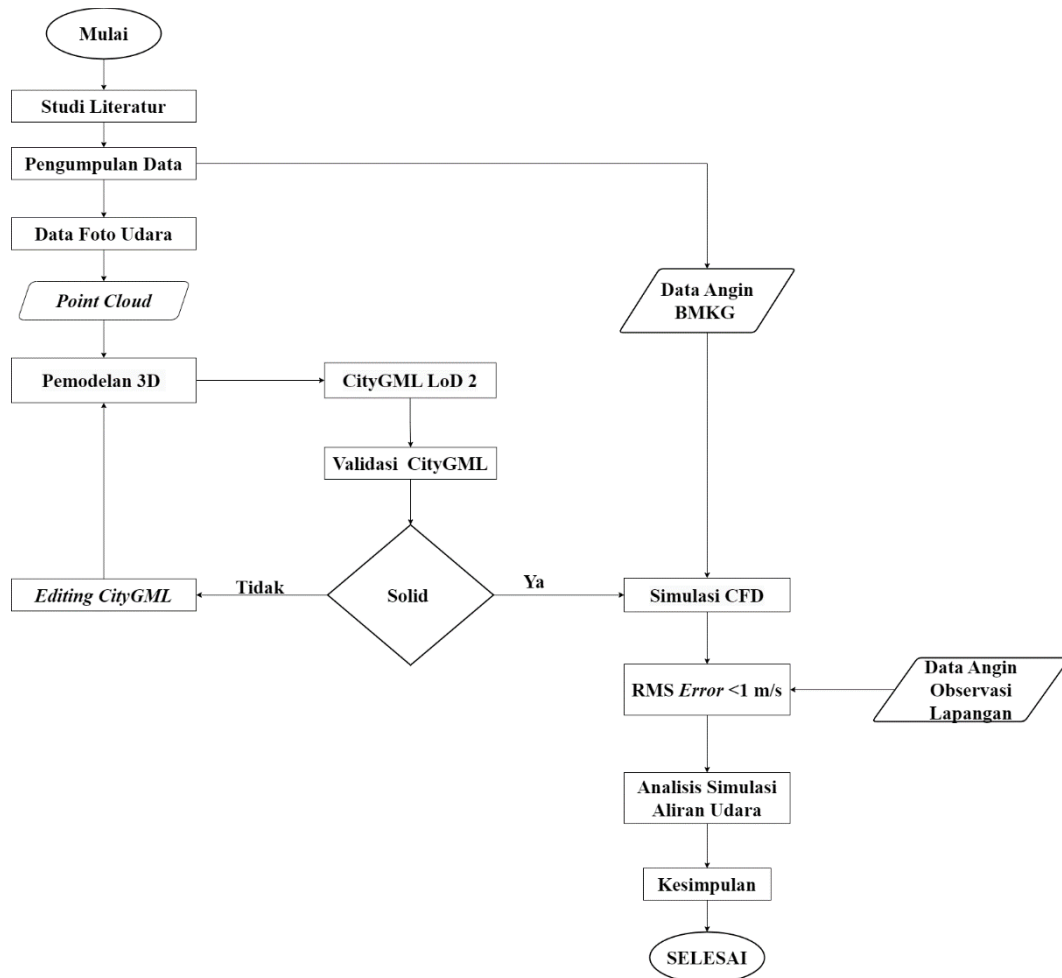 Mulai
Studi Literatur
Pengumpulan Data
Data Foto Udara
Point Cloud
Data Angin
BMKG
Pemodelan 3D
CityGML LoD 2
Validasi CityGML
Editing CityGML
Tidak
Solid
Ya
Simulasi CFD
RMS Error <1 m/s
Data Angin
Observasi
Lapangan
Analisis Simulasi
Aliran Udara
Kesimpulan
SELESAI